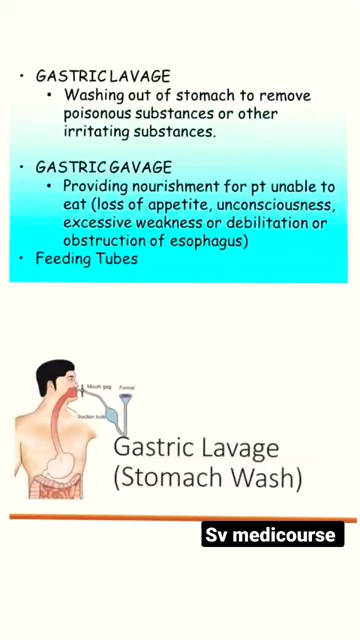 GASTRIC LAVAGE
Washing out of stomach to remove
poisonous substances or other
irritating substances.
GASTRIC GAVAGE
Providing nourishment for pt unable to
eat (loss of appetite, unconsciousness,
excessive weakness or debilitation or
obstruction of esophagus)
Feeding Tubes
Mouth gag
Funnel
Suction bulb
Gastric Lavage
(Stomach Wash)
Sv medicourse